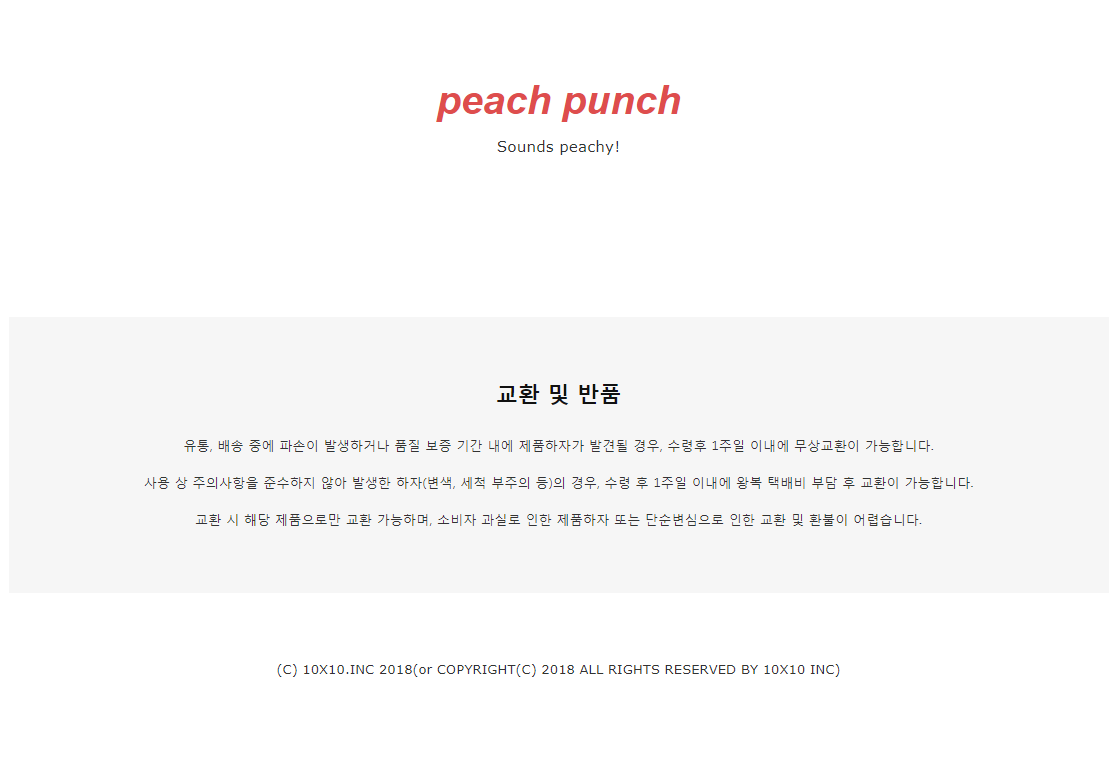 peach punch
Sounds peachy!
교환 및 반품
유통, 배송 중에 파손이 발생하거나 품질 보증 기간 내에 제품하자가 발견될 경우, 수령후 1주일 이내에 무상교환이 가능합니다.
사용 상 주의사항을 준수하지 않아 발생한 하자(변색, 세척 부주의 등)의 경우, 수령 후 1주일 이내에 왕복 택배비 부담 후 교환이 가능합니다.
교환 시 해당 제품으로만 교환 가능하며, 소비자 과실로 인한 제품하자 또는 단순변심으로 인한 교환 및 환불이 어렵습니다.
(C) 10X10.INC 2018(or COPYRIGHT(C) 2018 ALL RIGHTS RESERVED BY 10X10 INC)